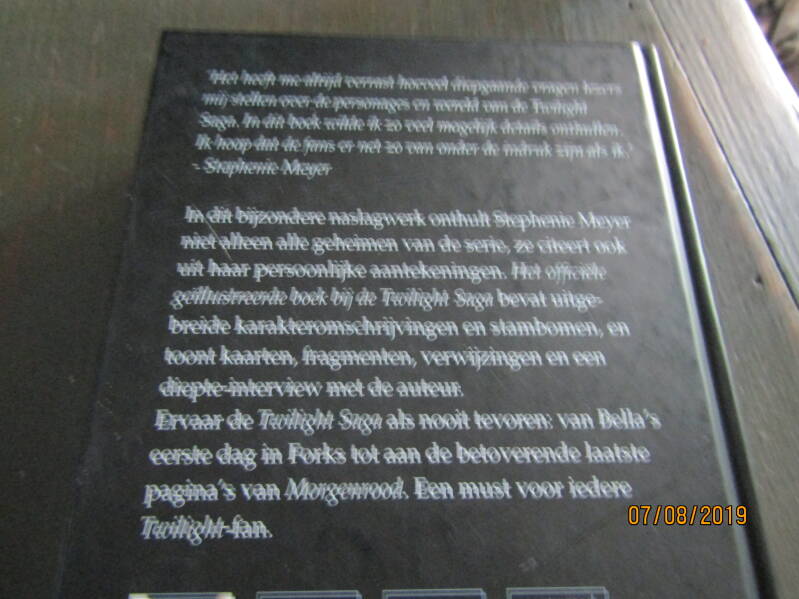 'Het heeft me altijd verrast hoeveel diepgaande vragen lezers
mij stellen over de personages en wereld van de Twilight
Saga. In dit boek wilde ik zo veel mogelijk details onthullen.
Ik hoop dat de fans er net zo van onder de indruk zijn als ik.'
- Stephenie Meyer
In dit bijzondere naslagwerk onthult Stephenie Meyer
niet alleen alle geheimen van de serie, ze citeert ook
uit haar persoonlijke aantekeningen. Het officiële
geïllustreerde boek bij de Twilight Saga bevat uitge-
breide karakteromschrijvingen en stambomen, en
toont kaarten, fragmenten, verwijzingen en een
diepte-interview met de auteur.
Ervaar de Twilight Saga als nooit tevoren: van Bella's
eerste dag in Forks tot aan de betoverende laatste
pagina's van Morgenrood. Een must voor iedere
Twilight-fan.
07/08/2019